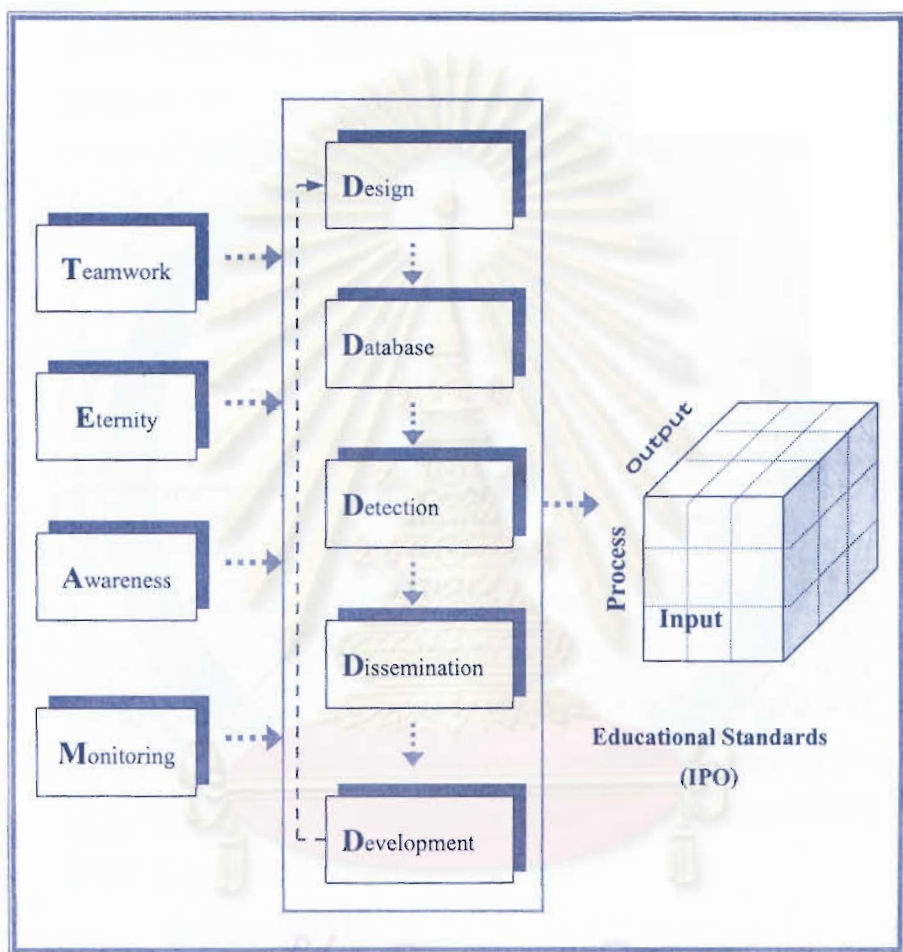 Teamwork
Eternity
Awareness
Monitoring
Design
Database
Detection
Dissemination
Development
Output
Process
Input
Educational Standards
(IPO)